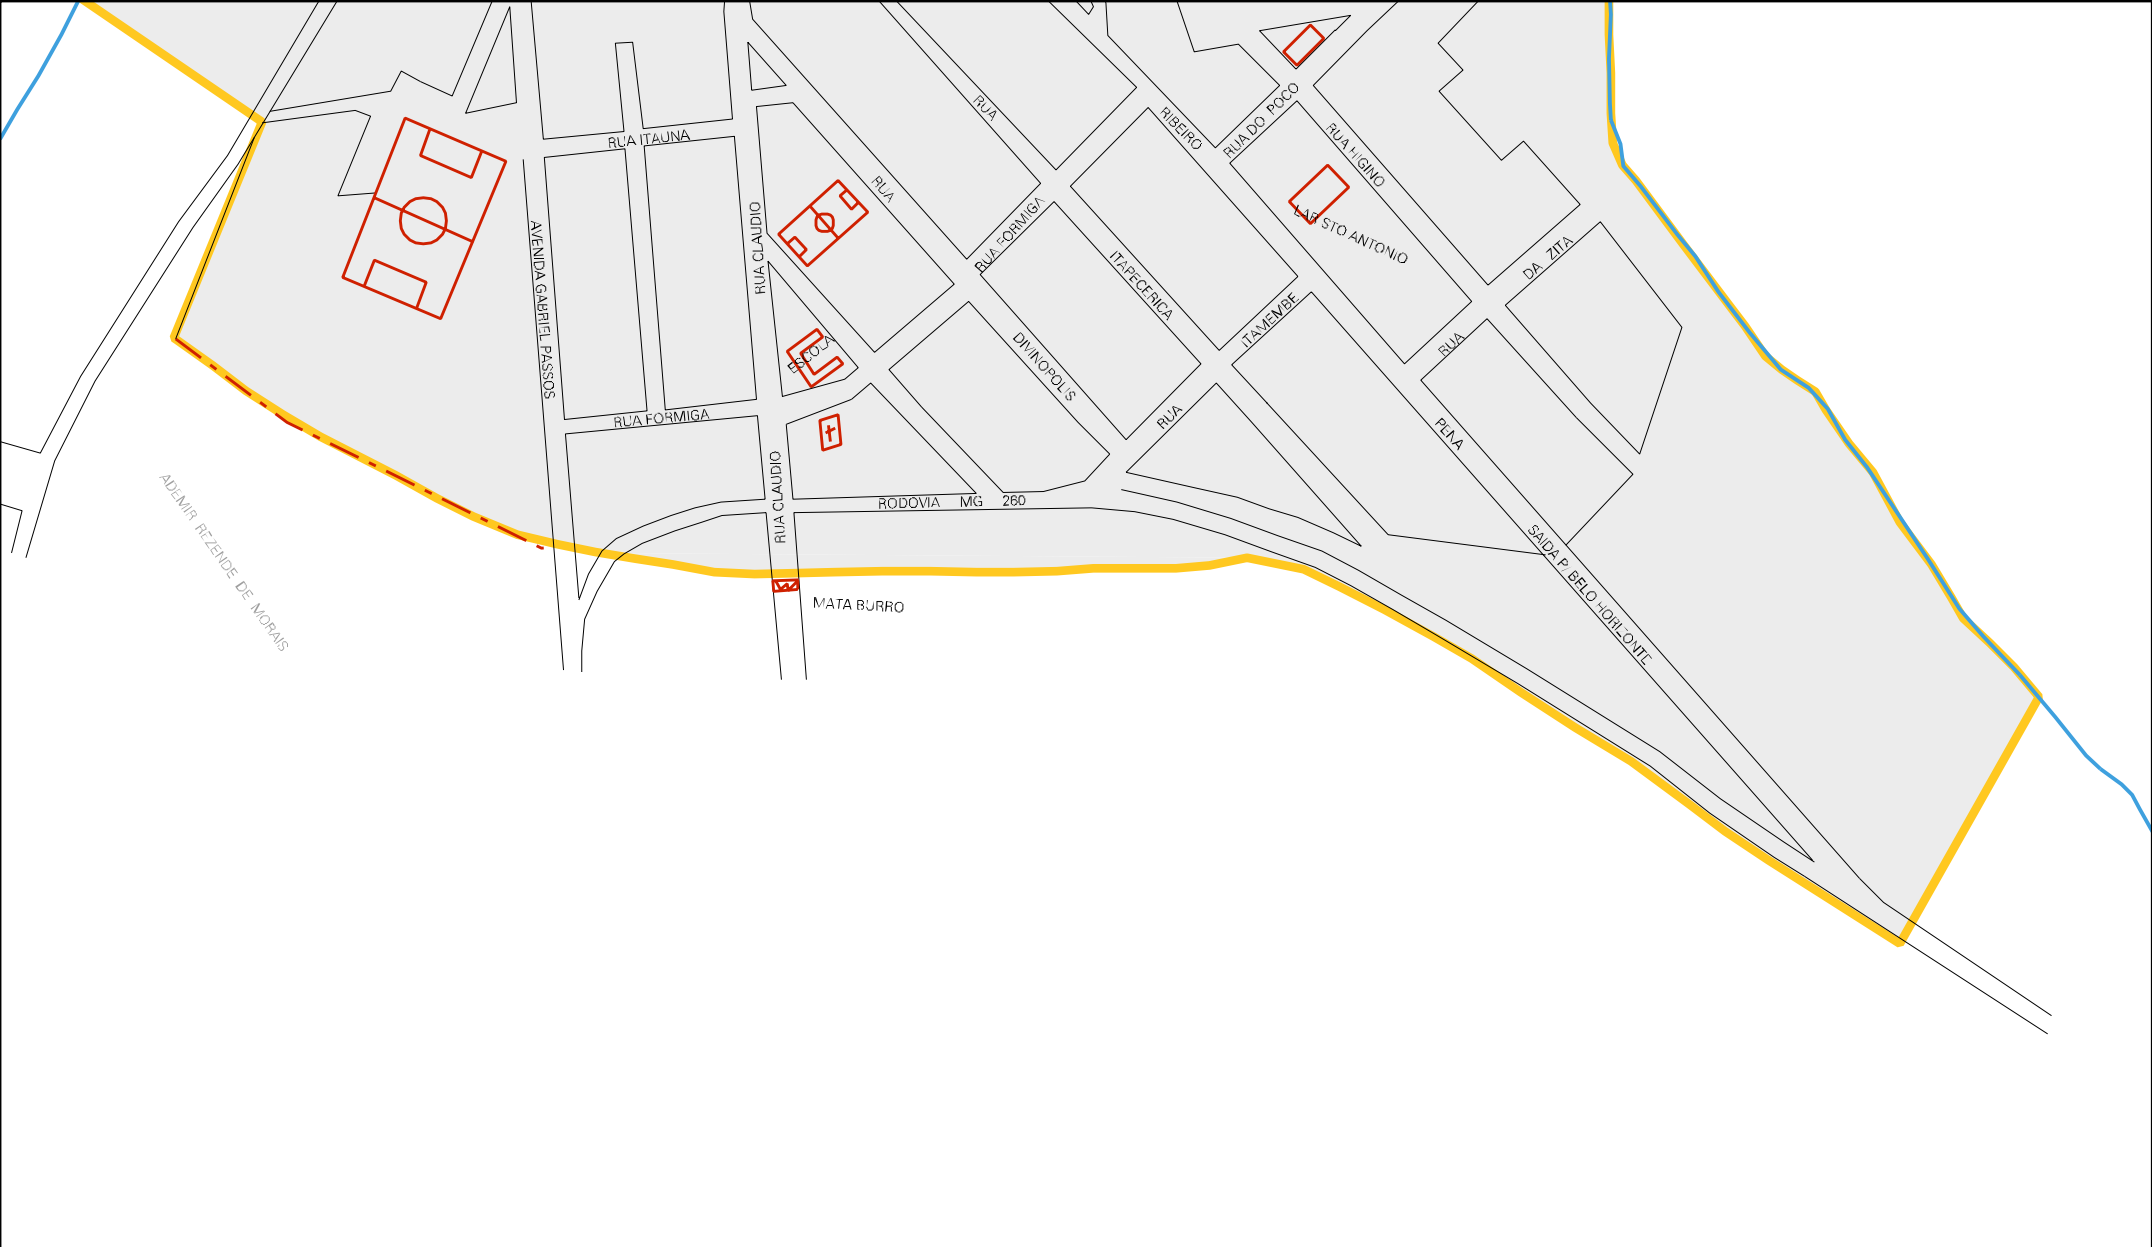 RUA
RIBEIRO
RUA DO POCO
RUA ITAUNA
RUA HIGINO
RUA
RUA CLAUDIO
RUA FORMIGA
LAR STO ANTONIO
AVENIDA GABRIEL PASSOS
ITAPECERICA
DA ZITA
ITAMEMBE
ESCOLA
DIVINOPOLIS
RUA
RUA FORMIGA
RUA
PENA
RUA CLAUDIO
RODOVIA MG 260
ADEMIR REZENDE DE MORAIS
SAIDA P/ BELO HORIZONTE
MATA BURRO